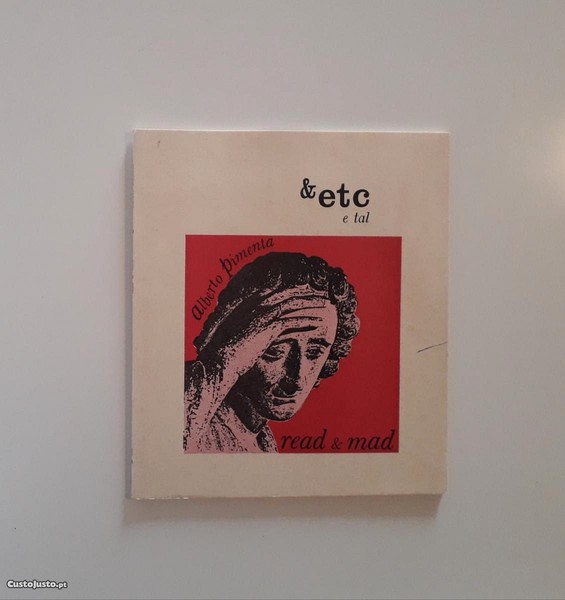 & etc
e tal
Alberto Pimenta
read & mad
CustoJusto.pt